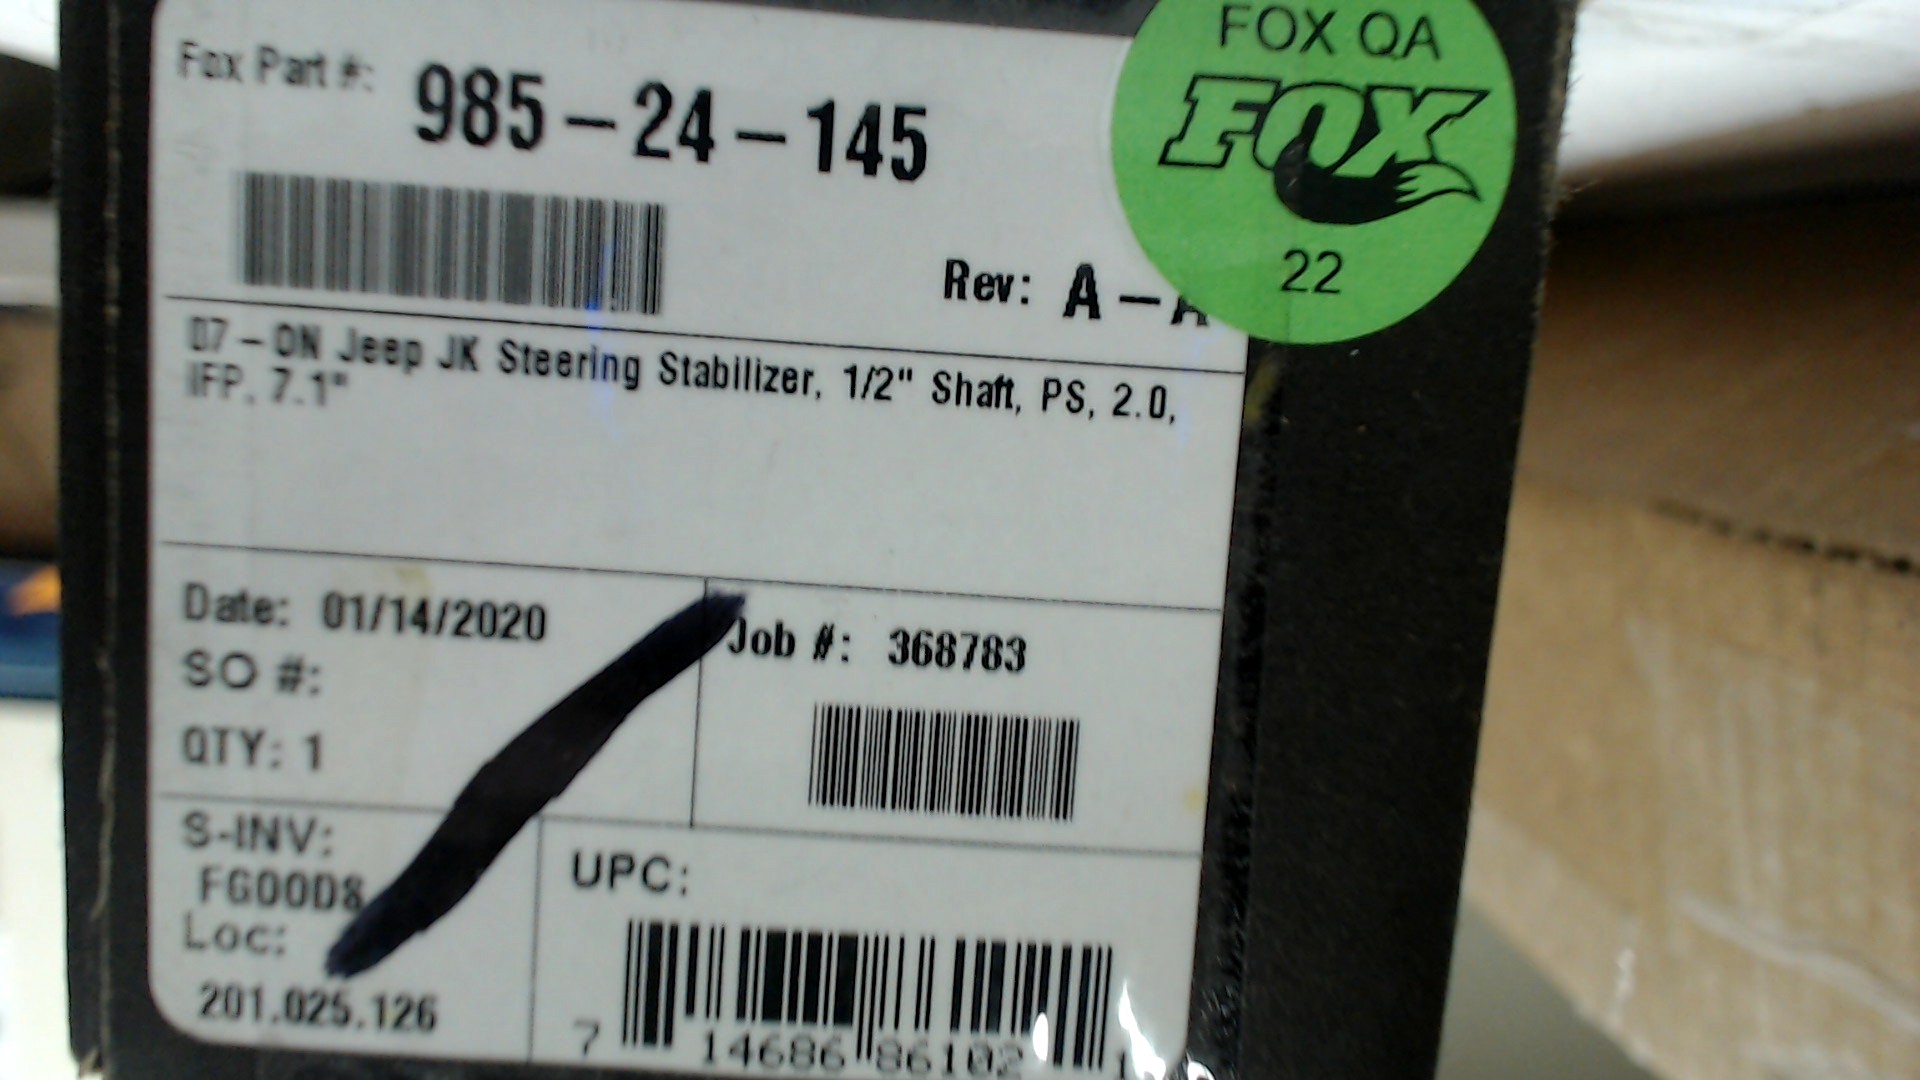 FOX QA
FOX
22
Fox Part #: 985-24-145
Rev: A-A
07-ON Jeep JK Steering Stabilizer, 1/2" Shaft, PS, 2.0,
IFP, 7.1"
Date: 01/14/2020
Job #: 368783
SO #:
QTY: 1
S-INV:
FG00D8
Loc:
201.025.126
UPC:
7 14686 86102 1